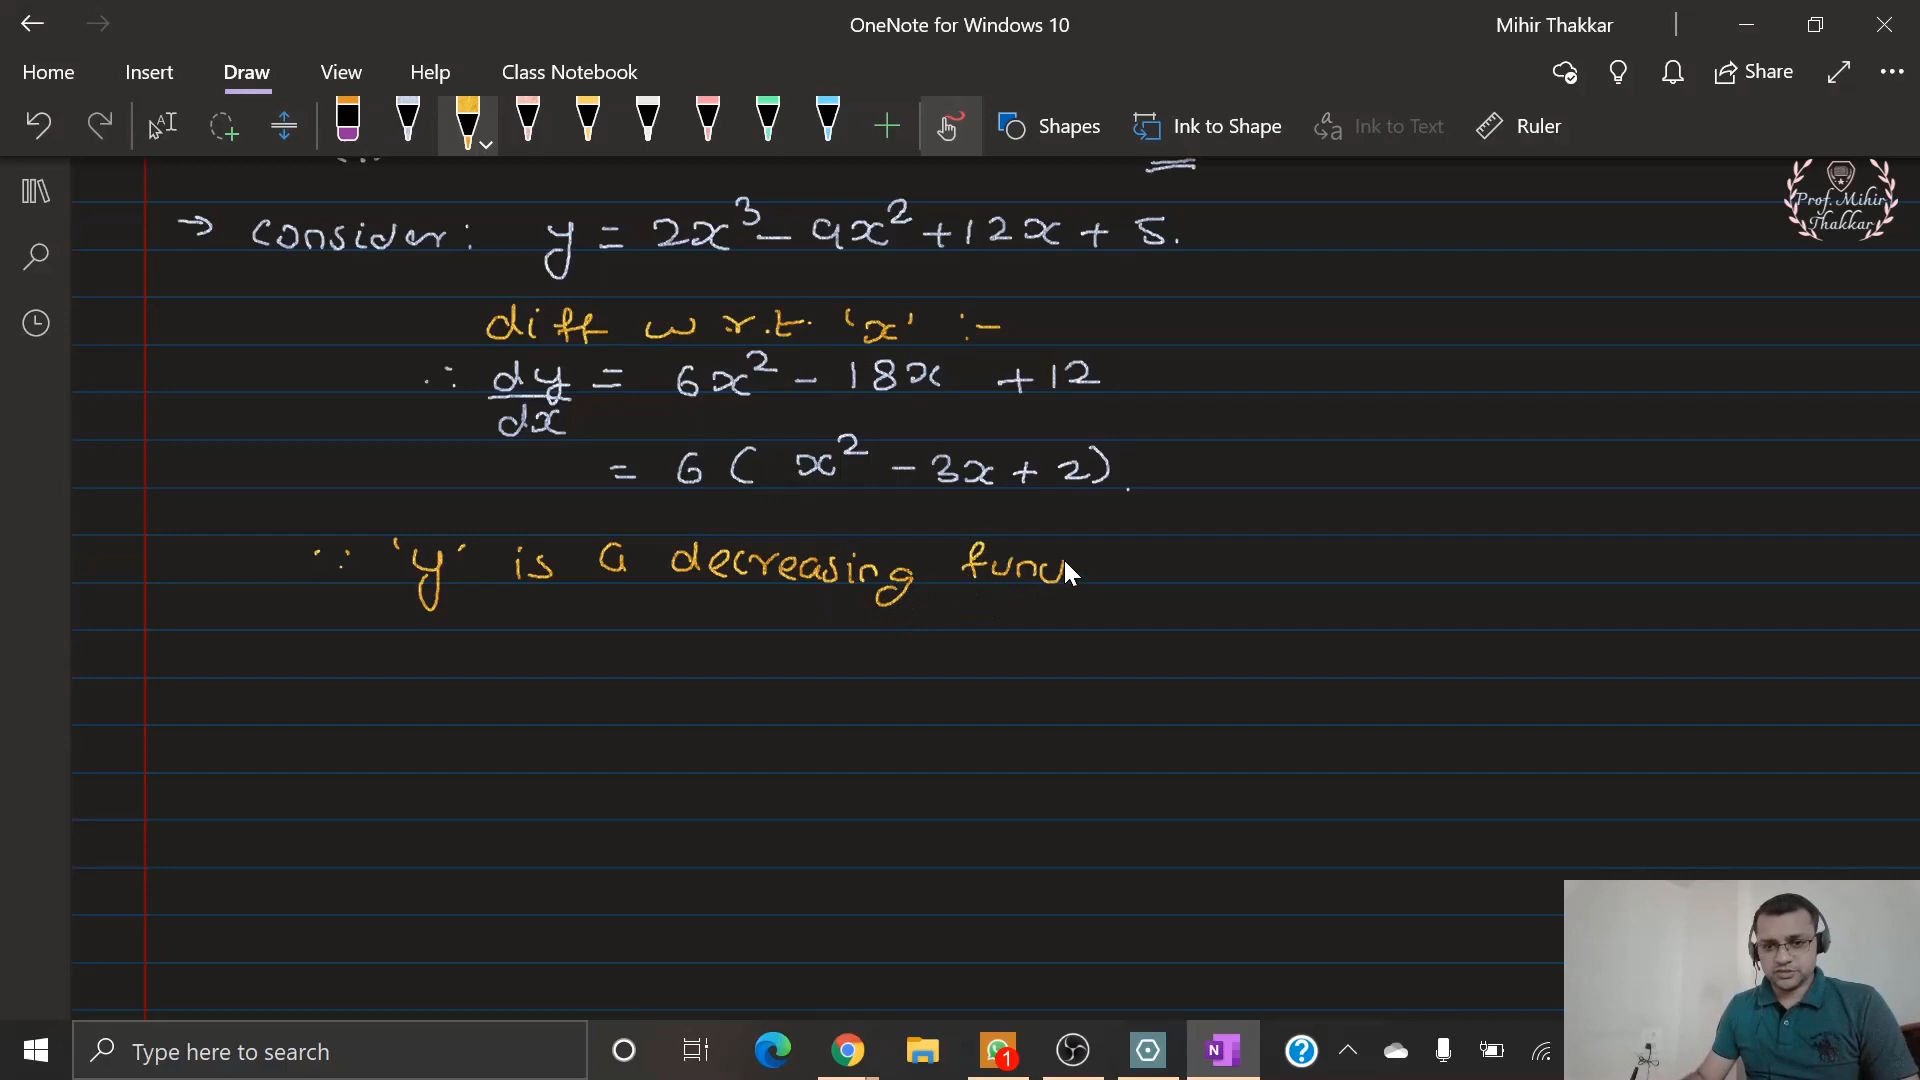 OneNote for Windows 10
Mihir Thakkar
Home Insert Draw View Help Class Notebook
Share
Shapes Ink to Shape Ink to Text Ruler
Prof. Mihir
Thakkar
→ consider: y = 2x³ - 9x² + 12x + 5.
diff w r.t. 'x' :-
∴ dy/dx = 6x² - 18x + 12
= 6 ( x² - 3x + 2).
∵ 'y' is a decreasing func
Type here to search
1